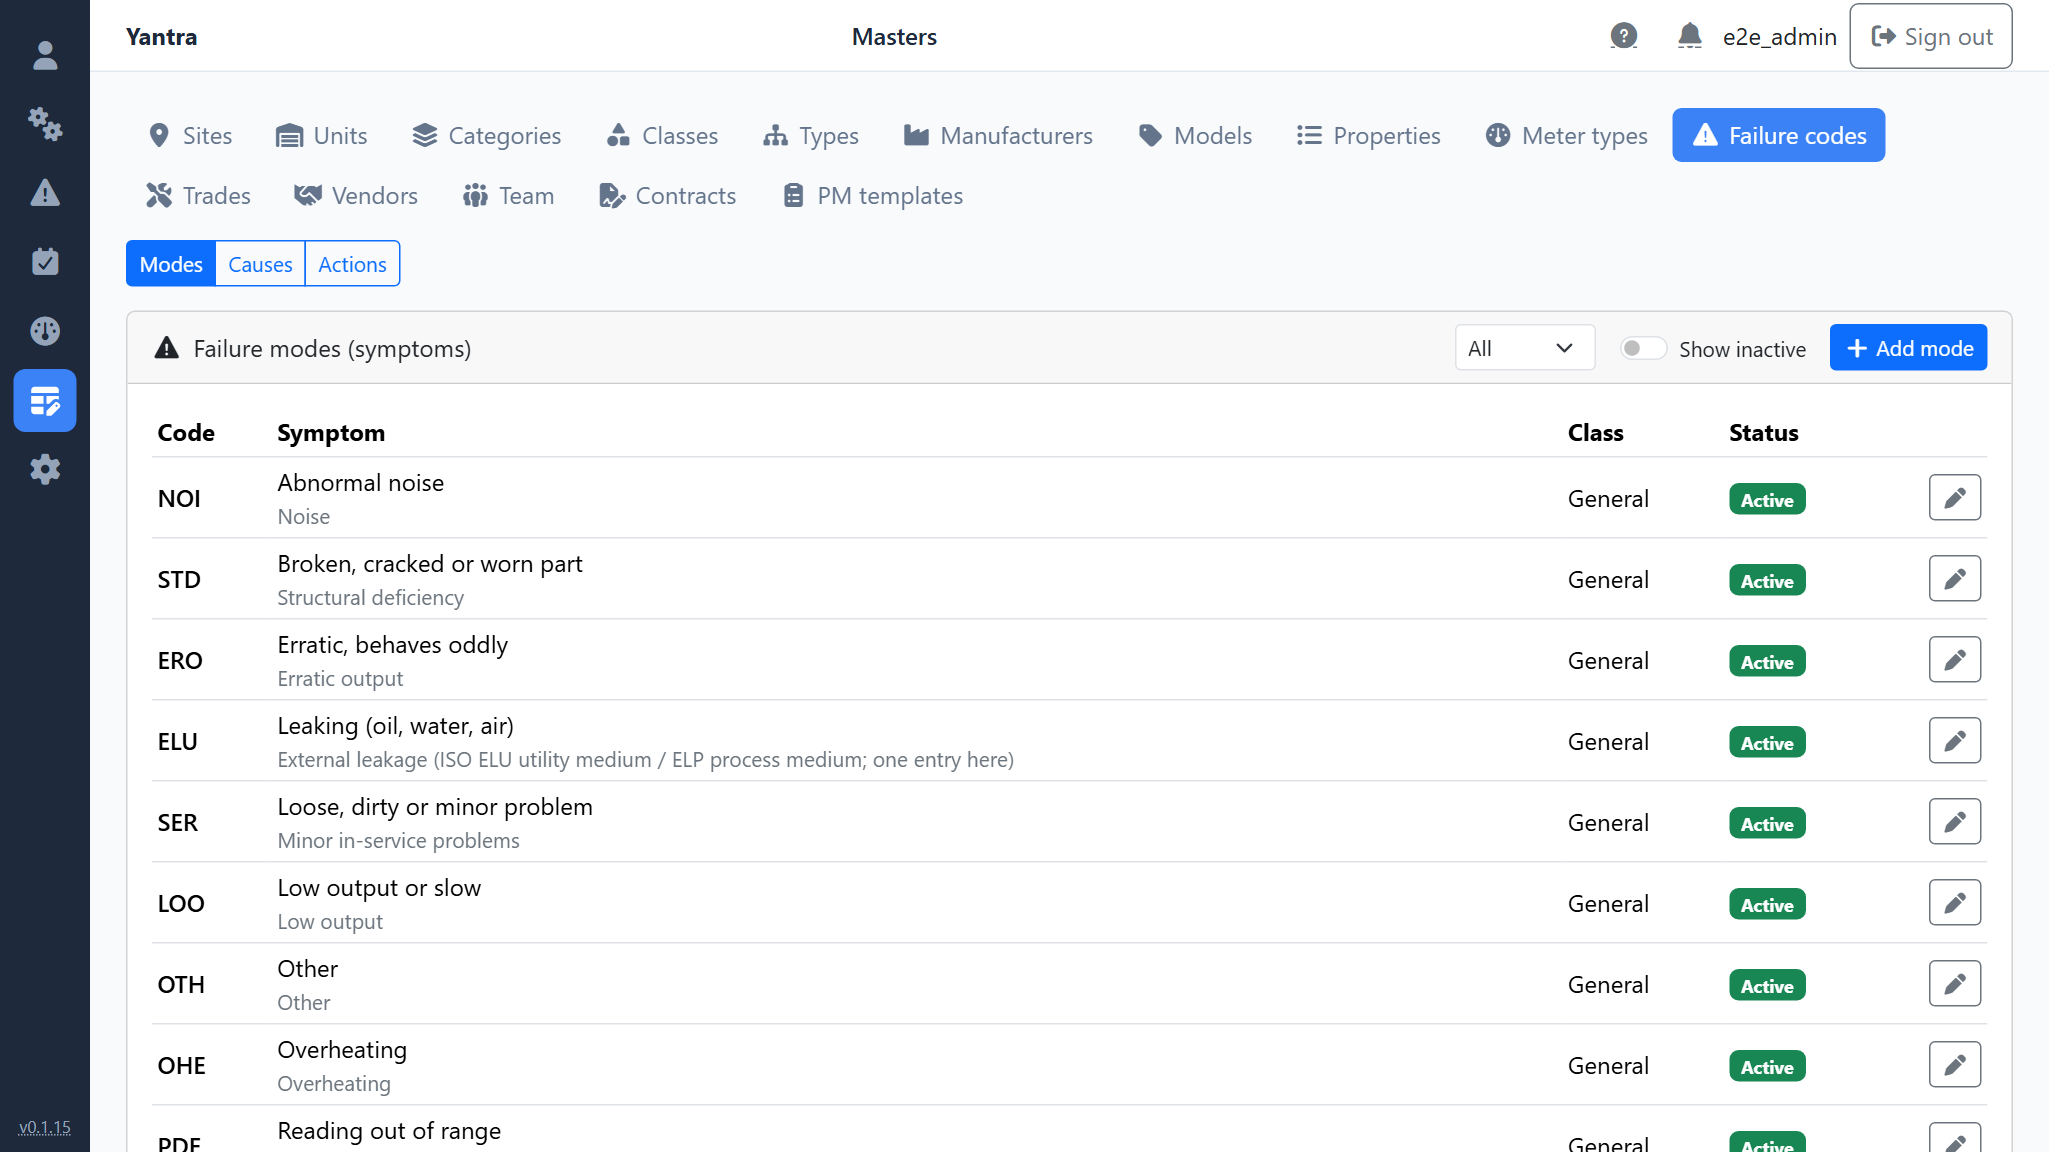 Yantra
Masters
e2e_admin
Sign out
Sites
Units
Categories
Classes
Types
Manufacturers
Models
Properties
Meter types
Failure codes
Trades
Vendors
Team
Contracts
PM templates
Modes
Causes
Actions
Failure modes (symptoms)
All
Show inactive
+ Add mode
Code Symptom Class Status
NOI Abnormal noise General Active
Noise
STD Broken, cracked or worn part General Active
Structural deficiency
ERO Erratic, behaves oddly General Active
Erratic output
ELU Leaking (oil, water, air) General Active
External leakage (ISO ELU utility medium / ELP process medium; one entry here)
SER Loose, dirty or minor problem General Active
Minor in-service problems
LOO Low output or slow General Active
Low output
OTH Other General Active
Other
OHE Overheating General Active
Overheating
PDE Reading out of range General Active
v0.1.15